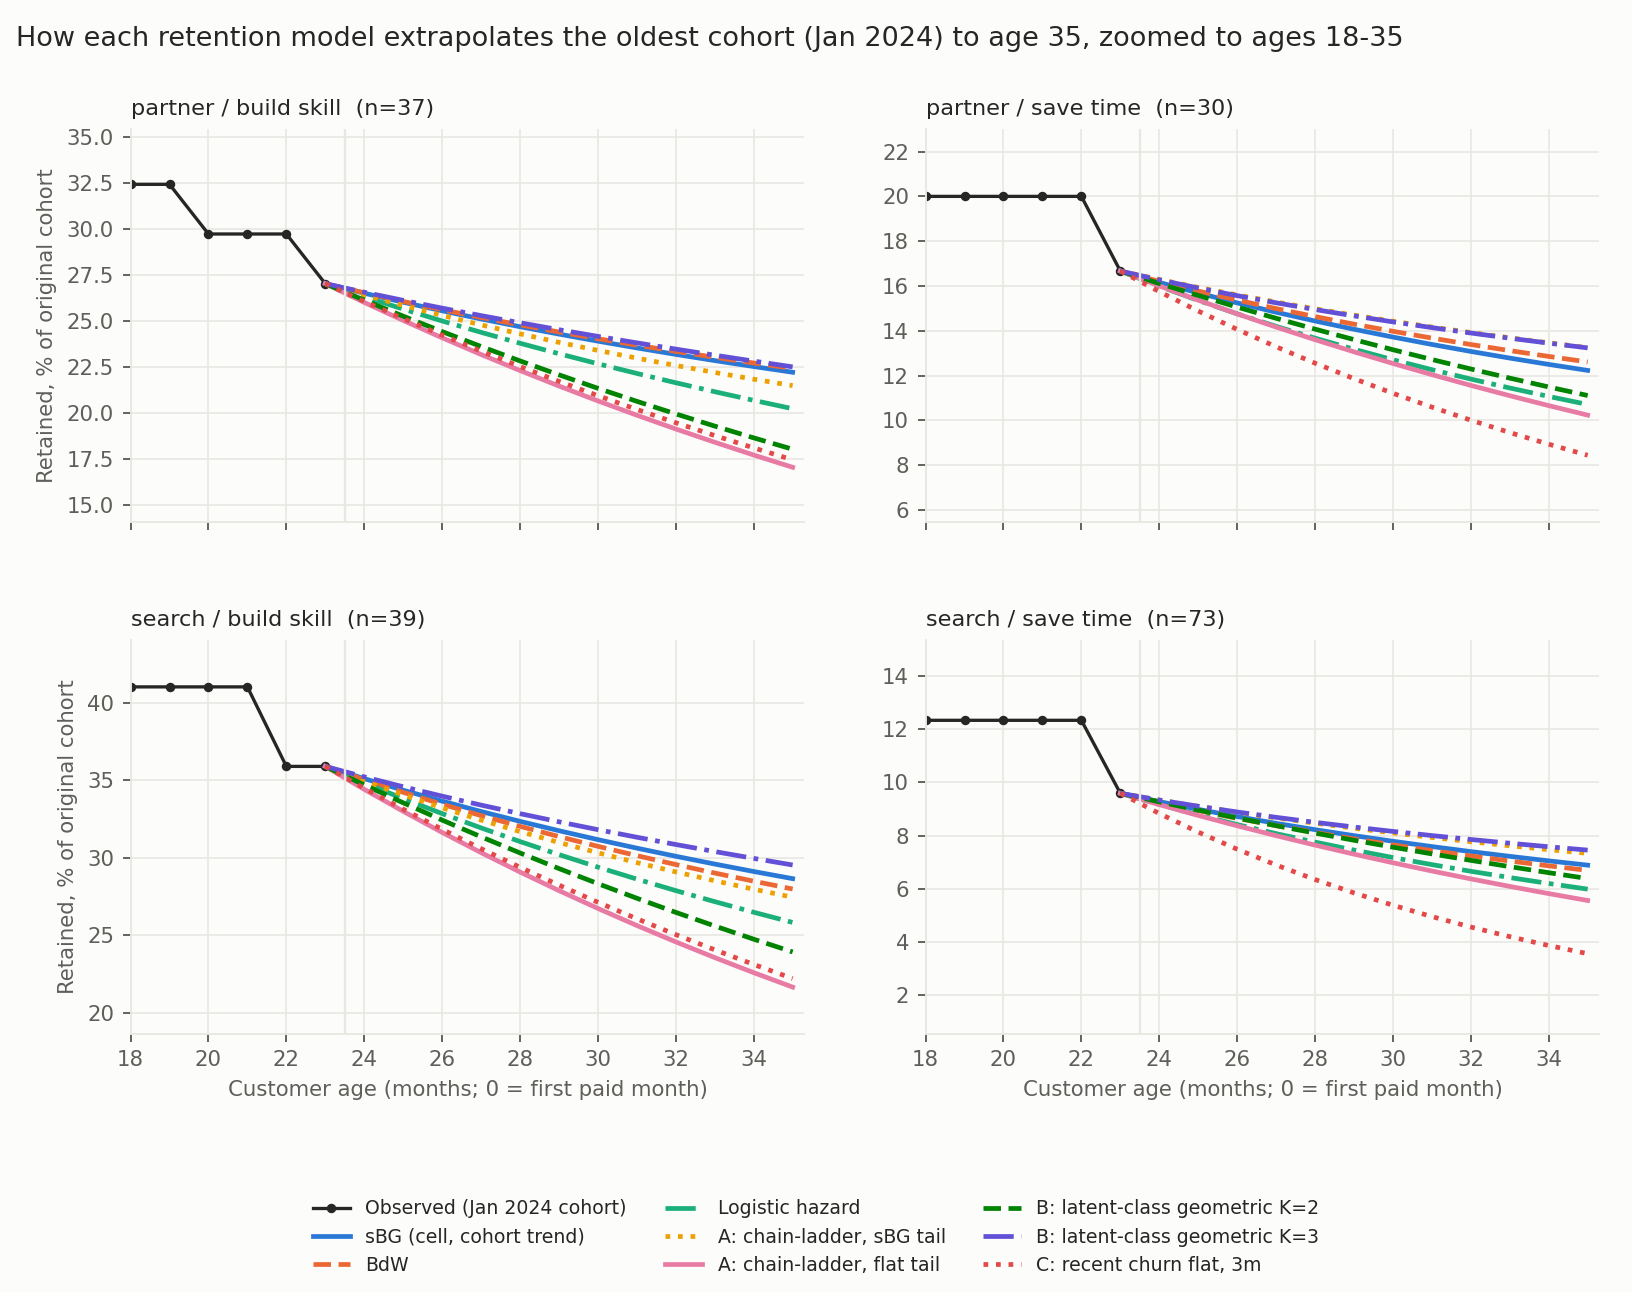 How each retention model extrapolates the oldest cohort (Jan 2024) to age 35, zoomed to ages 18-35
partner / build skill (n=37)
35.0
32.5
30.0
27.5
25.0
22.5
20.0
17.5
15.0
Retained, % of original cohort
partner / save time (n=30)
22
20
18
16
14
12
10
8
6
search / build skill (n=39)
40
35
30
25
20
Retained, % of original cohort
18 20 22 24 26 28 30 32 34
Customer age (months; 0 = first paid month)
search / save time (n=73)
14
12
10
8
6
4
2
18 20 22 24 26 28 30 32 34
Customer age (months; 0 = first paid month)
Observed (Jan 2024 cohort)
sBG (cell, cohort trend)
BdW
Logistic hazard
A: chain-ladder, sBG tail
A: chain-ladder, flat tail
B: latent-class geometric K=2
B: latent-class geometric K=3
C: recent churn flat, 3m